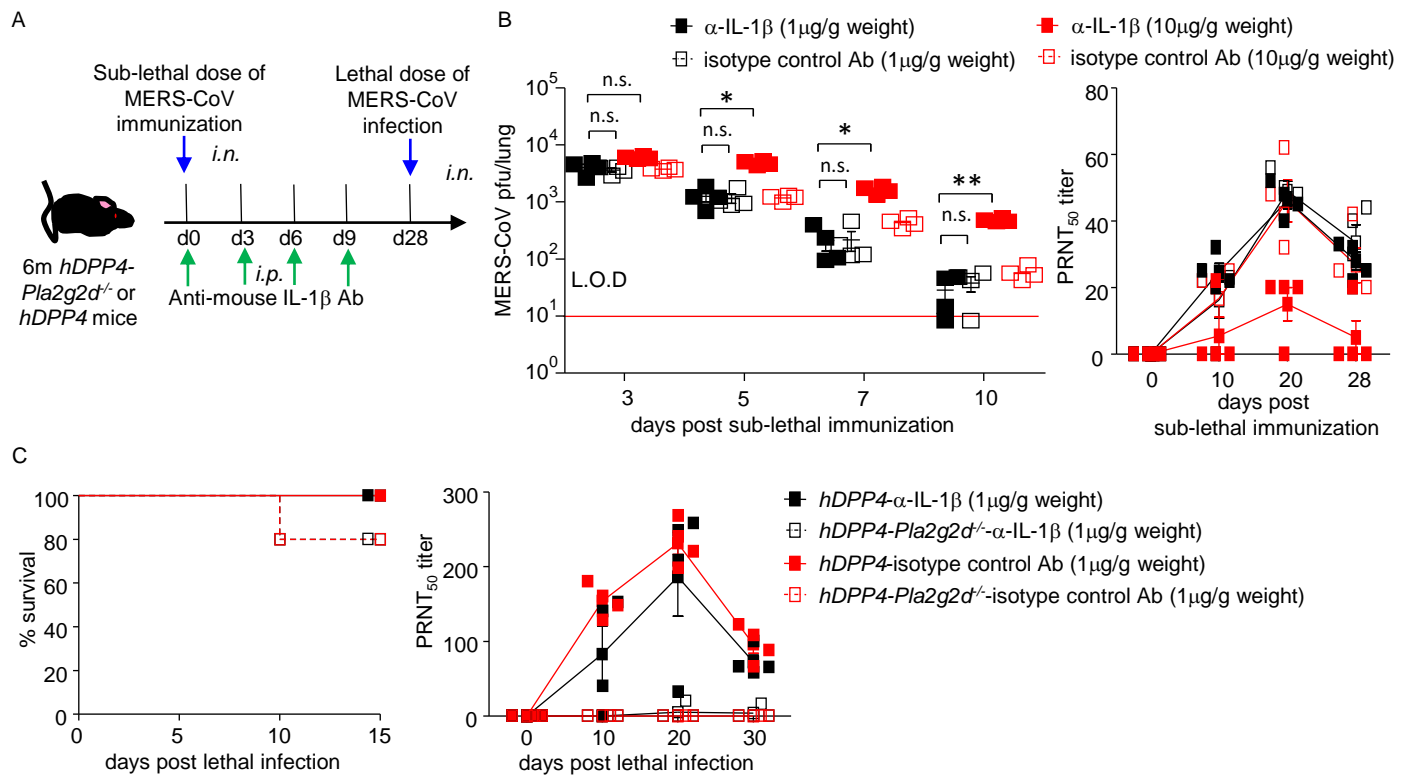 A
Sub-lethal dose of
MERS-CoV
immunization
Lethal dose of
MERS-CoV
infection
i.n.
i.n.
d0 d3 d6 d9 d28
i.p.
Anti-mouse IL-1β Ab
6m hDPP4-
Pla2g2d-/- or
hDPP4 mice
B
α-IL-1β (1μg/g weight)
isotype control Ab (1μg/g weight)
α-IL-1β (10μg/g weight)
isotype control Ab (10μg/g weight)
MERS-CoV pfu/lung
10⁵
10⁴
10³
10²
10¹
10⁰
n.s.
n.s.
*
n.s.
*
n.s.
**
n.s.
L.O.D
3 5 7 10
days post sub-lethal immunization
PRNT₅₀ titer
80
60
40
20
0
0 10 20 28
days post
sub-lethal immunization
C
% survival
100
80
60
40
20
0
0 5 10 15
days post lethal infection
PRNT₅₀ titer
300
200
100
0
0 10 20 30
days post lethal infection
hDPP4-α-IL-1β (1μg/g weight)
hDPP4-Pla2g2d-/--α-IL-1β (1μg/g weight)
hDPP4-isotype control Ab (1μg/g weight)
hDPP4-Pla2g2d-/--isotype control Ab (1μg/g weight)